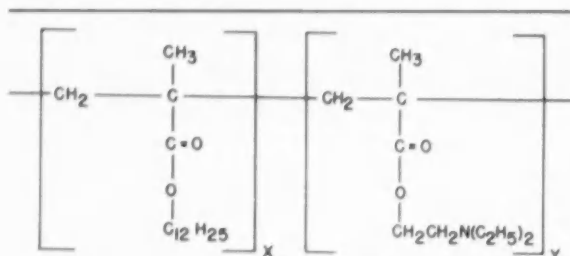 CH3 CH3
CH2 C CH2 C
C=O C=O
O O
C12H25 CH2CH2N(C2H5)2
X Y